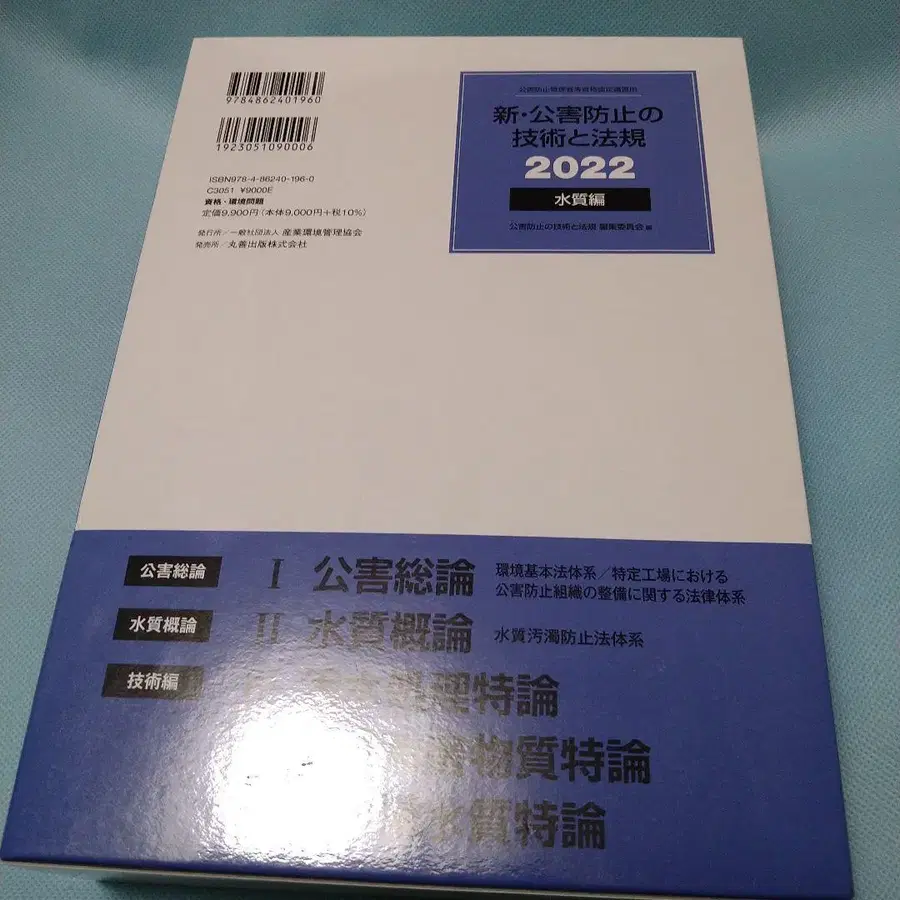 9784862401960
1923051090006
ISBN978-4-86240-196-0
C3051 ¥9000E
資格・環境問題
定価9,900円(本体9,000円+税10%)
発行所/一般社団法人 産業環境管理協会
発売所/丸善出版株式会社
新・公害防止の
技術と法規
2022
水質編
公害防止の技術と法規 編集委員会 編
公害総論
I 公害総論
環境基本法体系/特定工場における
公害防止組織の整備に関する法律体系
水質概論
II 水質概論
水質汚濁防止法体系
技術編
処理特論
物質特論
水質特論